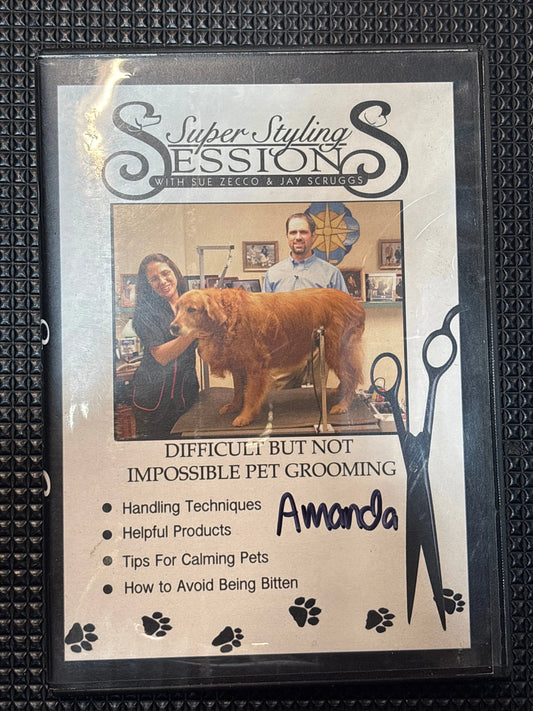 Super Styling
SESSIONS
WITH SUE ZECCO & JAY SCRUGGS
DIFFICULT BUT NOT
IMPOSSIBLE PET GROOMING
● Handling Techniques
● Helpful Products
● Tips For Calming Pets
● How to Avoid Being Bitten
Amanda